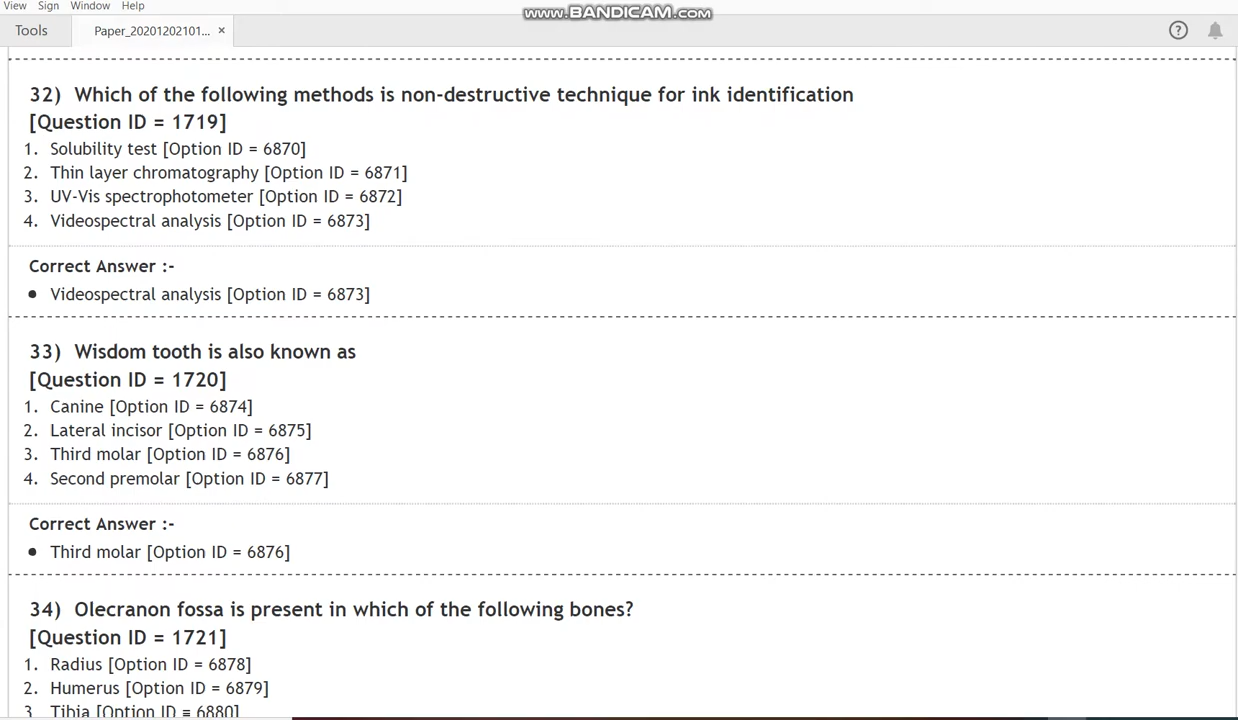 View Sign Window Help
www.BANDICAM.com
Tools Paper_20201202101... ×
32) Which of the following methods is non-destructive technique for ink identification
[Question ID = 1719]
1. Solubility test [Option ID = 6870]
2. Thin layer chromatography [Option ID = 6871]
3. UV-Vis spectrophotometer [Option ID = 6872]
4. Videospectral analysis [Option ID = 6873]
Correct Answer :-
• Videospectral analysis [Option ID = 6873]
33) Wisdom tooth is also known as
[Question ID = 1720]
1. Canine [Option ID = 6874]
2. Lateral incisor [Option ID = 6875]
3. Third molar [Option ID = 6876]
4. Second premolar [Option ID = 6877]
Correct Answer :-
• Third molar [Option ID = 6876]
34) Olecranon fossa is present in which of the following bones?
[Question ID = 1721]
1. Radius [Option ID = 6878]
2. Humerus [Option ID = 6879]
3 Tibia [Option ID = 6880]